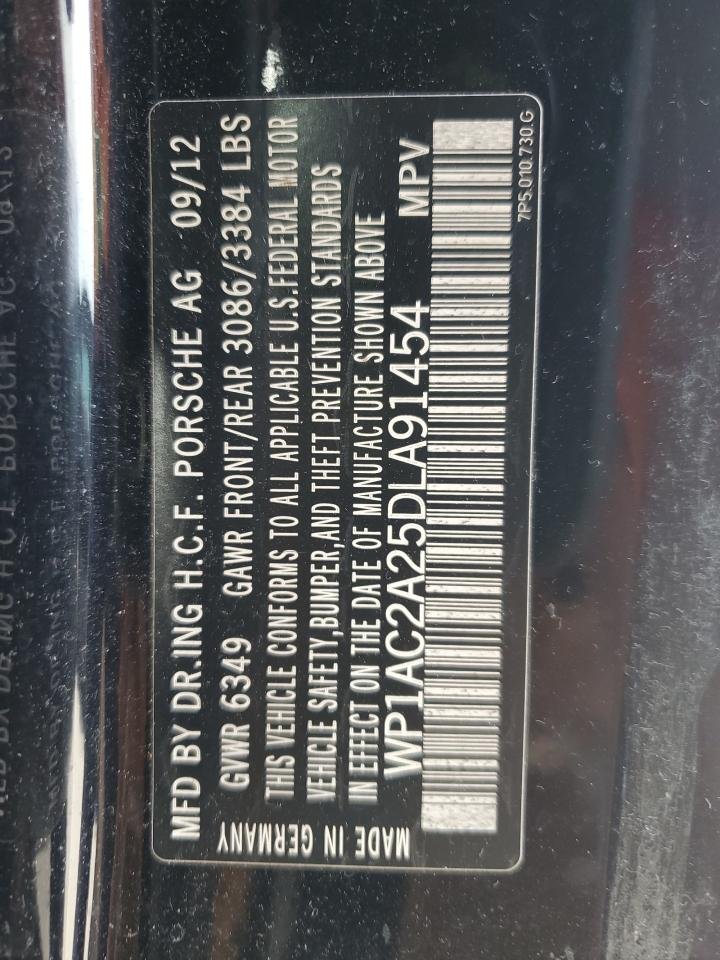 MFD BY DR.ING H.C.F. PORSCHE AG 09/12
GVWR 6349 GAWR FRONT/REAR 3086/3384 LBS
THIS VEHICLE CONFORMS TO ALL APPLICABLE U.S.FEDERAL MOTOR
VEHICLE SAFETY,BUMPER,AND THEFT PREVENTION STANDARDS
IN EFFECT ON THE DATE OF MANUFACTURE SHOWN ABOVE
WP1AC2A25DLA91454 MPV
7P5.010.730.G
MADE IN GERMANY